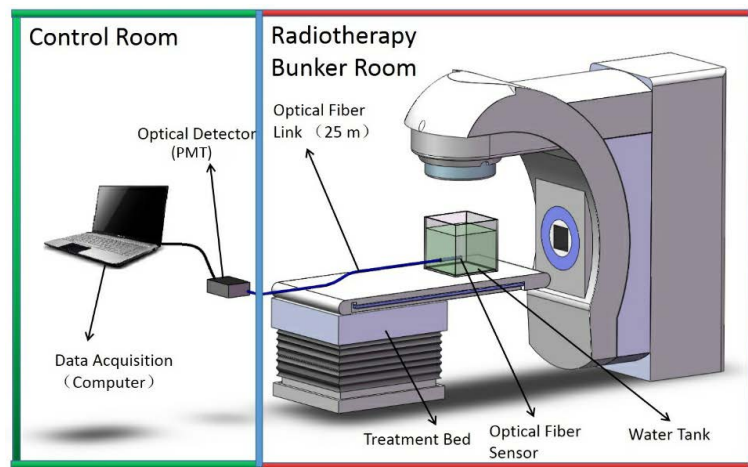 Control Room
Radiotherapy
Bunker Room
Optical Fiber
Link （25 m）
Optical Detector
(PMT)
Data Acquisition
（Computer）
Treatment Bed
Optical Fiber
Sensor
Water Tank